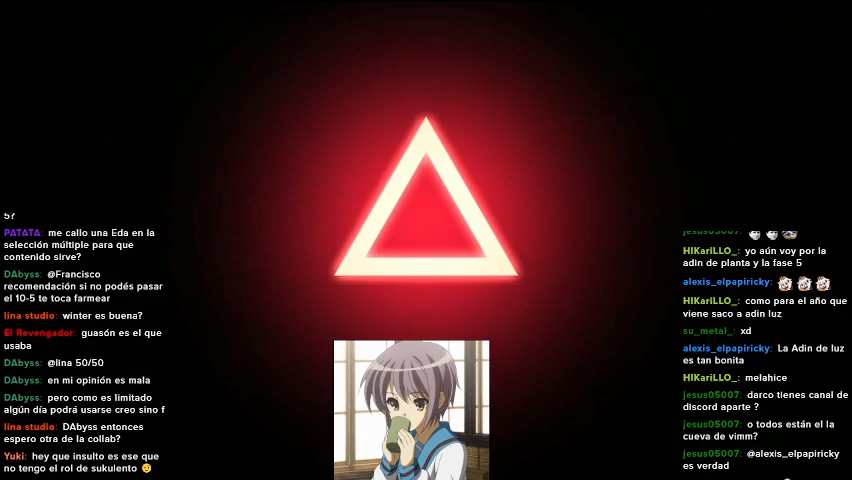 5?
PATATA: me callo una Eda en la
selección múltiple para que
contenido sirve?
DAbyss: @Francisco
recomendación si no podés pasar
el 10-5 te toca farmear
lina studio: winter es buena?
El Revengador: guasón es el que
usaba
DAbyss: @lina 50/50
DAbyss: en mi opinión es mala
DAbyss: pero como es limitado
algún día podrá usarse creo sino f
lina studio: DAbyss entonces
espero otra de la collab?
Yuki: hey que insulto es ese que
no tengo el rol de sukulento
jesus05007:
HIKariLLO_: yo aún voy por la
adin de planta y la fase 5
alexis_elpapiricky:
HIKariLLO_: como para el año que
viene saco a adin luz
su_metal_: xd
alexis_elpapiricky: La Adin de luz
es tan bonita
HIKariLLO_: melahice
jesus05007: darco tienes canal de
discord aparte ?
jesus05007: o todos están el la
cueva de vimm?
jesus05007: @alexis_elpapiricky
es verdad